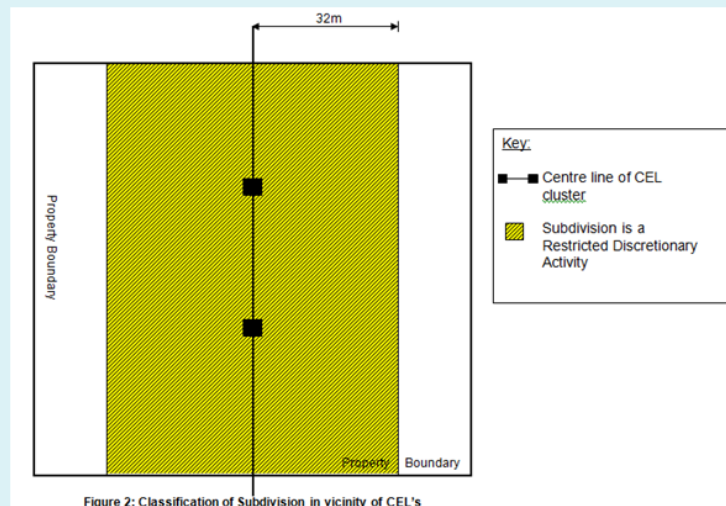 32m
Property Boundary
Property Boundary
Key:
Centre line of CEL
cluster
Subdivision is a
Restricted Discretionary
Activity
Figure 2: Classification of Subdivision in vicinity of CEL's